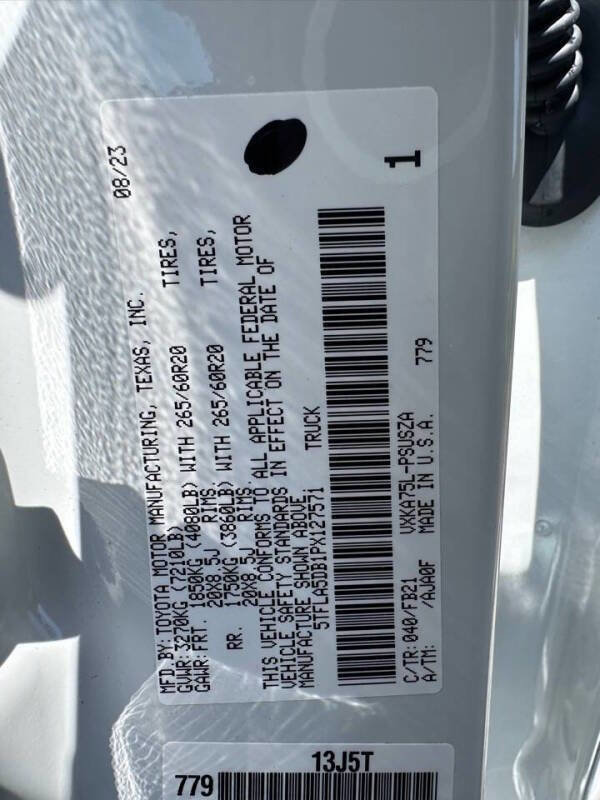 MFD.BY:TOYOTA MOTOR MANUFACTURING, TEXAS, INC. 08/23
GVWR:3270KG (7210LB)
GAWR:FRT. 1850KG (4080LB) WITH 265/60R20 TIRES,
20X8.5J RIMS
RR. 1750KG (3860LB) WITH 265/60R20 TIRES,
20X8.5J RIMS.
THIS VEHICLE CONFORMS TO ALL APPLICABLE FEDERAL MOTOR
VEHICLE SAFETY STANDARDS IN EFFECT ON THE DATE OF
MANUFACTURE SHOWN ABOVE.
5TFLA5DB1PX127571 TRUCK
1
C/TR:040/FB21 VXKA75L-PSUSZA 779
A/TM: /AJA0F MADE IN U.S.A.
13J5T
779